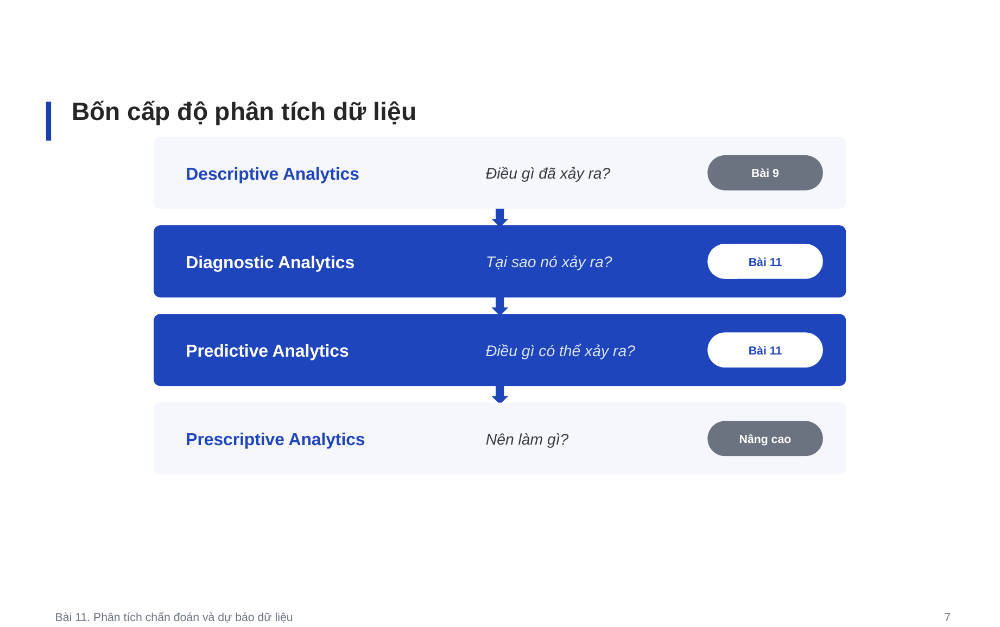 Bốn cấp độ phân tích dữ liệu
Descriptive Analytics
Điều gì đã xảy ra?
Bài 9
Diagnostic Analytics
Tại sao nó xảy ra?
Bài 11
Predictive Analytics
Điều gì có thể xảy ra?
Bài 11
Prescriptive Analytics
Nên làm gì?
Nâng cao
Bài 11. Phân tích chẩn đoán và dự báo dữ liệu
7